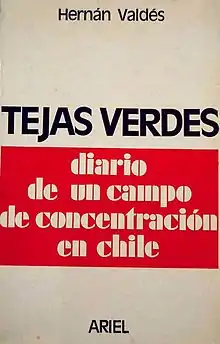 Hernán Valdés
TEJAS VERDES
diario
de un campo
de concentración
en chile
ARIEL